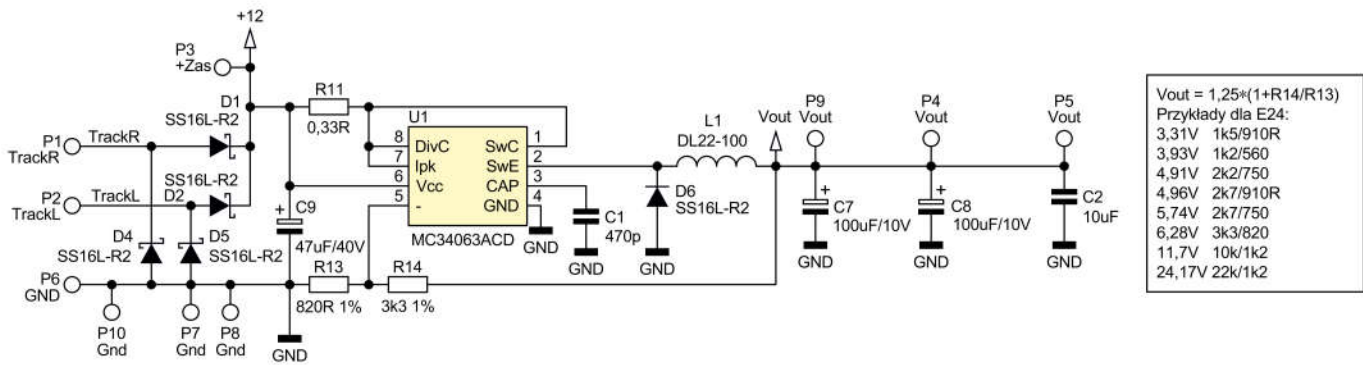 +12
P3
+Zas
D1
SS16L-R2
P1
TrackR
TrackR
R11
0,33R
U1
8 DivC SwC 1
7 Ipk SwE 2
6 Vcc CAP 3
5 - GND 4
MC34063ACD
SS16L-R2
P2
TrackL
TrackL
D2
C9
+
47uF/40V
D4
SS16L-R2
D5
SS16L-R2
P6
GND
P10
Gnd
P7
Gnd
P8
Gnd
GND
R13
820R 1%
R14
3k3 1%
GND
C1
470p
GND
D6
SS16L-R2
GND
L1
DL22-100
Vout
P9
Vout
P4
Vout
P5
Vout
+
C7
100uF/10V
GND
+
C8
100uF/10V
GND
C2
10uF
GND
Vout = 1,25*(1+R14/R13)
Przykłady dla E24:
3,31V 1k5/910R
3,93V 1k2/560
4,91V 2k2/750
4,96V 2k7/910R
5,74V 2k7/750
6,28V 3k3/820
11,7V 10k/1k2
24,17V 22k/1k2